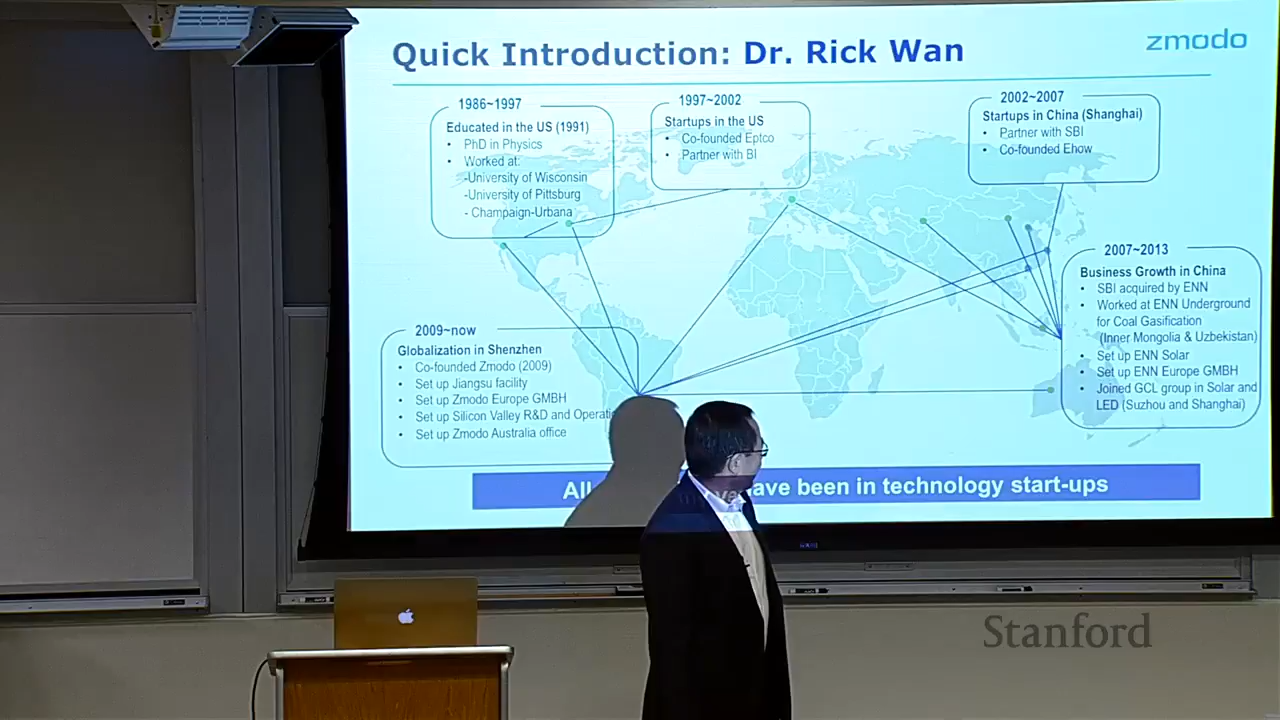 Quick Introduction: Dr. Rick Wan
zmodo
1986~1997
Educated in the US (1991)
• PhD in Physics
• Worked at:
-University of Wisconsin
-University of Pittsburg
- Champaign-Urbana
1997~2002
Startups in the US
• Co-founded Eptco
• Partner with BI
2002~2007
Startups in China (Shanghai)
• Partner with SBI
• Co-founded Ehow
2007~2013
Business Growth in China
• SBI acquired by ENN
• Worked at ENN Underground
for Coal Gasification
(Inner Mongolia & Uzbekistan)
• Set up ENN Solar
• Set up ENN Europe GMBH
• Joined GCL group in Solar and
LED (Suzhou and Shanghai)
2009~now
Globalization in Shenzhen
• Co-founded Zmodo (2009)
• Set up Jiangsu facility
• Set up Zmodo Europe GMBH
• Set up Silicon Valley R&D and Operati
• Set up Zmodo Australia office
All ave been in technology start-ups
Stanford